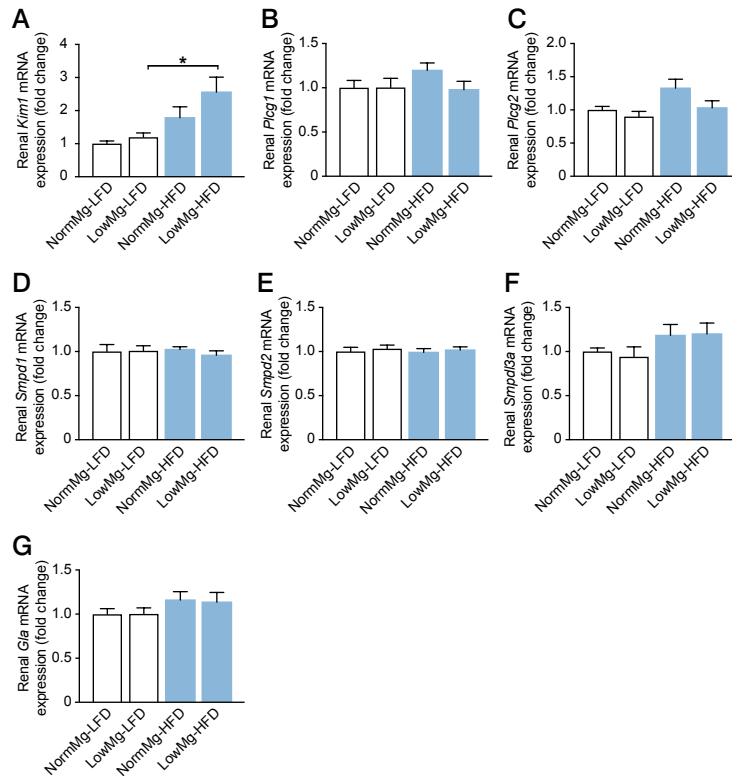 A
Renal Kim1 mRNA
expression (fold change)
4
3
2
1
0
*
NormMg-LFD
LowMg-LFD
NormMg-HFD
LowMg-HFD
B
Renal Plcg1 mRNA
expression (fold change)
1.5
1.0
0.5
0
NormMg-LFD
LowMg-LFD
NormMg-HFD
LowMg-HFD
C
Renal Plcg2 mRNA
expression (fold change)
2.0
1.5
1.0
0.5
0
NormMg-LFD
LowMg-LFD
NormMg-HFD
LowMg-HFD
D
Renal Smpd1 mRNA
expression (fold change)
1.5
1.0
0.5
0
NormMg-LFD
LowMg-LFD
NormMg-HFD
LowMg-HFD
E
Renal Smpd2 mRNA
expression (fold change)
1.5
1.0
0.5
0
NormMg-LFD
LowMg-LFD
NormMg-HFD
LowMg-HFD
F
Renal Smpdl3a mRNA
expression (fold change)
1.5
1.0
0.5
0
NormMg-LFD
LowMg-LFD
NormMg-HFD
LowMg-HFD
G
Renal Gla mRNA
expression (fold change)
1.5
1.0
0.5
0
NormMg-LFD
LowMg-LFD
NormMg-HFD
LowMg-HFD